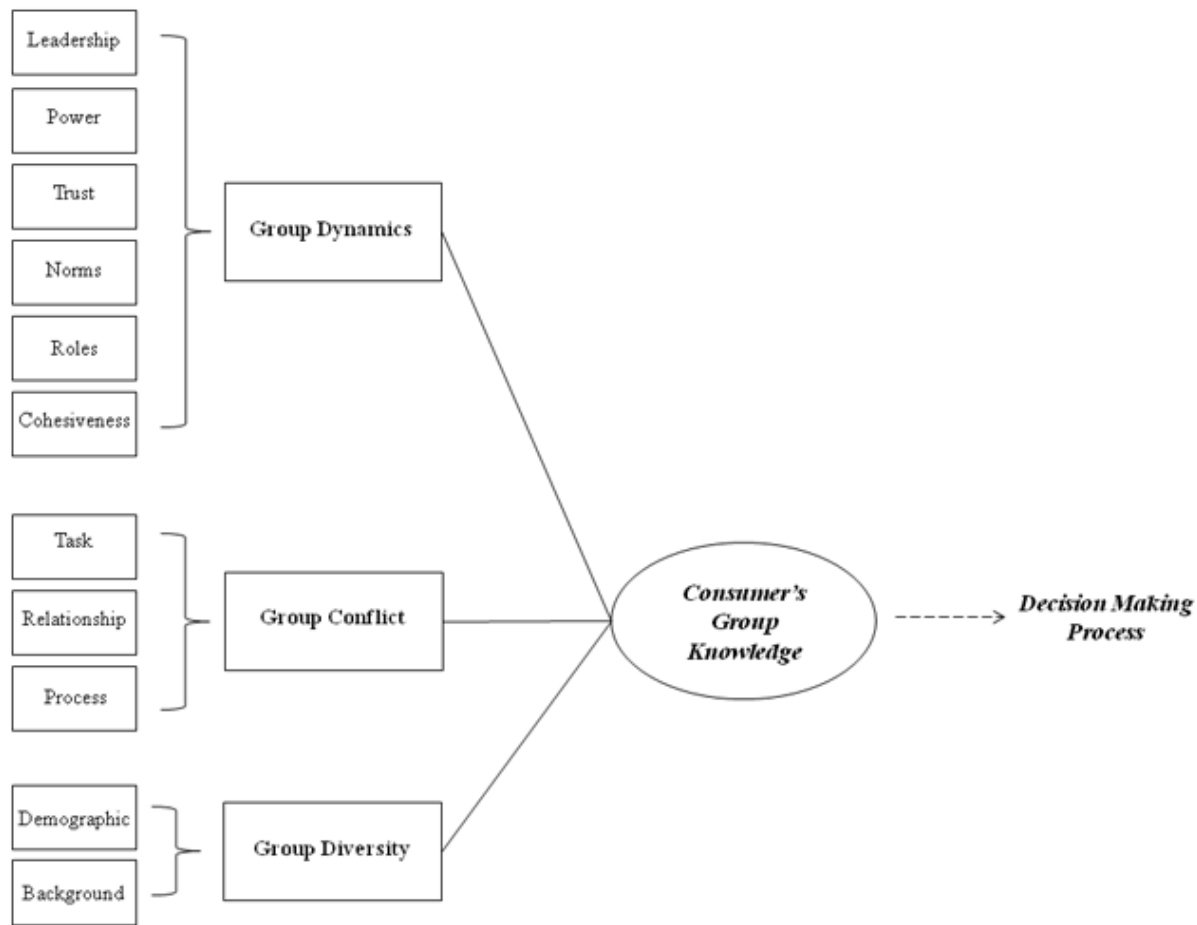 Leadership
Power
Trust
Norms
Roles
Cohesiveness
Group Dynamics
Task
Relationship
Process
Group Conflict
Demographic
Background
Group Diversity
Consumer's
Group
Knowledge
Decision Making
Process